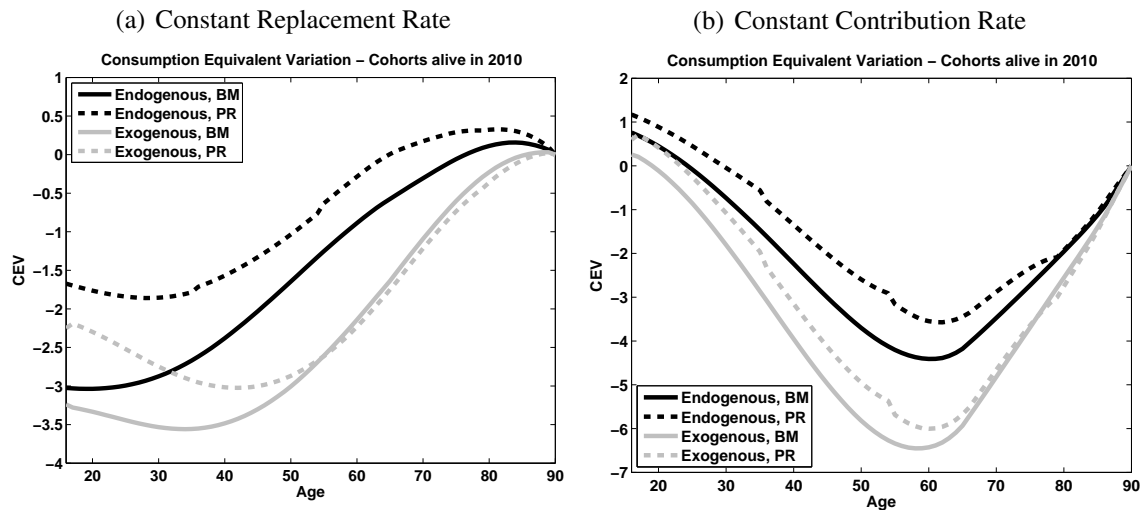 (a) Constant Replacement Rate
Consumption Equivalent Variation – Cohorts alive in 2010
1
0.5
0
−0.5
−1
−1.5
−2
−2.5
−3
−3.5
−4
CEV
Endogenous, BM
Endogenous, PR
Exogenous, BM
Exogenous, PR
20 30 40 50 60 70 80 90
Age
(b) Constant Contribution Rate
Consumption Equivalent Variation – Cohorts alive in 2010
2
1
0
−1
−2
−3
−4
−5
−6
−7
CEV
Endogenous, BM
Endogenous, PR
Exogenous, BM
Exogenous, PR
20 30 40 50 60 70 80 90
Age